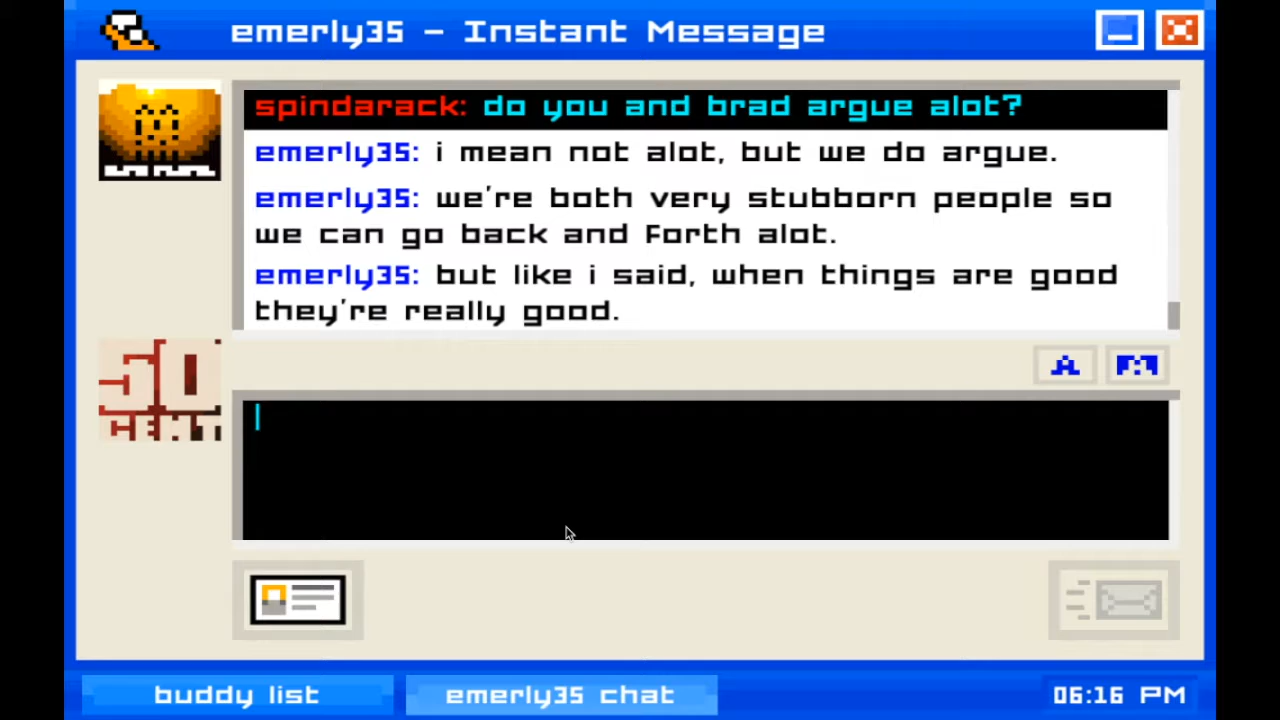 emerly35 - Instant Message
spindarack: do you and brad argue alot?
emerly35: i mean not alot, but we do argue.
emerly35: we're both very stubborn people so
we can go back and forth alot.
emerly35: but like i said, when things are good
they're really good.
50
CENT
A
buddy list
emerly35 chat
06:16 PM